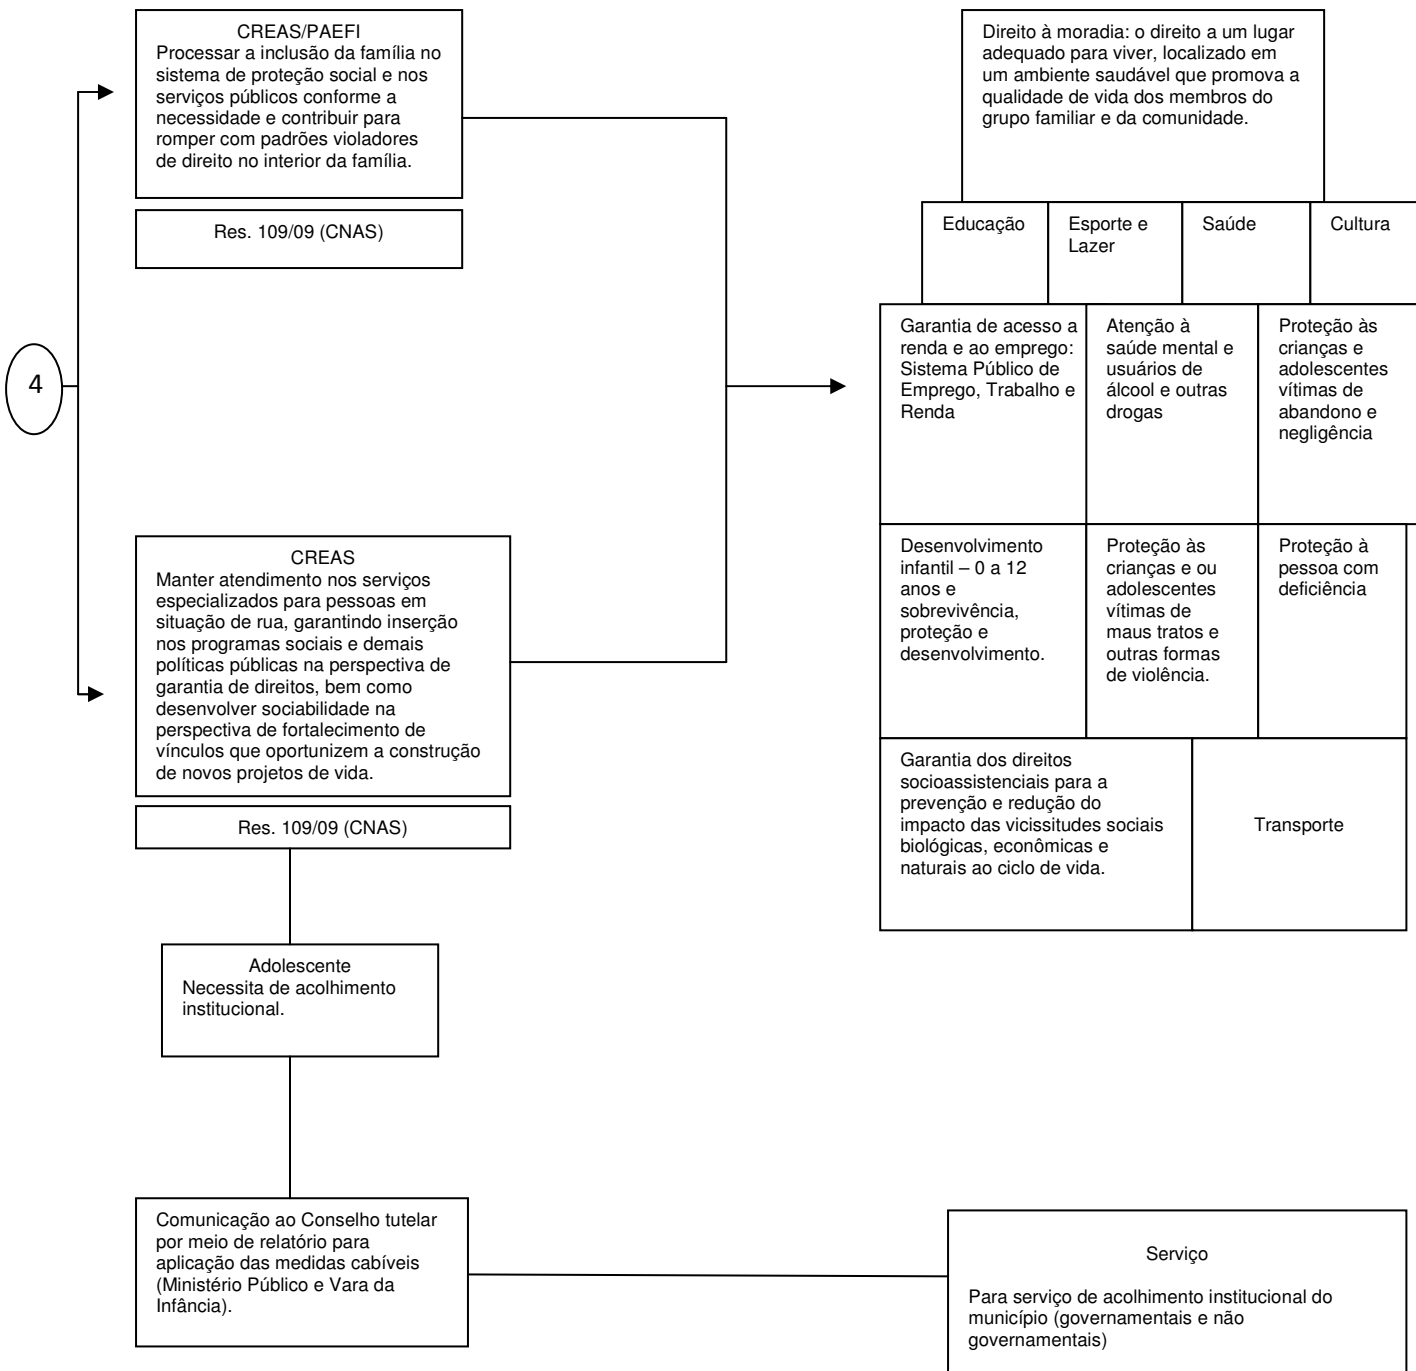 CREAS/PAEFI
Processar a inclusão da família no
sistema de proteção social e nos
serviços públicos conforme a
necessidade e contribuir para
romper com padrões violadores
de direito no interior da família.
Res. 109/09 (CNAS)
4
CREAS
Manter atendimento nos serviços
especializados para pessoas em
situação de rua, garantindo inserção
nos programas sociais e demais
políticas públicas na perspectiva de
garantia de direitos, bem como
desenvolver sociabilidade na
perspectiva de fortalecimento de
vínculos que oportunizem a construção
de novos projetos de vida.
Res. 109/09 (CNAS)
Adolescente
Necessita de acolhimento
institucional.
Comunicação ao Conselho tutelar
por meio de relatório para
aplicação das medidas cabíveis
(Ministério Público e Vara da
Infância).
Direito à moradia: o direito a um lugar
adequado para viver, localizado em
um ambiente saudável que promova a
qualidade de vida dos membros do
grupo familiar e da comunidade.
Educação
Esporte e
Lazer
Saúde
Cultura
Garantia de acesso a
renda e ao emprego:
Sistema Público de
Emprego, Trabalho e
Renda
Atenção à
saúde mental e
usuários de
álcool e outras
drogas
Proteção às
crianças e
adolescentes
vítimas de
abandono e
negligência
Desenvolvimento
infantil – 0 a 12
anos e
sobrevivência,
proteção e
desenvolvimento.
Proteção às
crianças e ou
adolescentes
vítimas de
maus tratos e
outras formas
de violência.
Proteção à
pessoa com
deficiência
Garantia dos direitos
socioassistenciais para a
prevenção e redução do
impacto das vicissitudes sociais
biológicas, econômicas e
naturais ao ciclo de vida.
Transporte
Serviço
Para serviço de acolhimento institucional do
município (governamentais e não
governamentais)